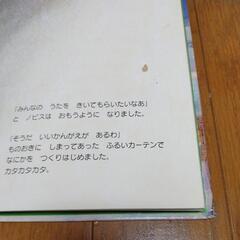 「みんなの　うたを　きいてもらいたいなあ」
と　ノビスは　おもうように　なりました。
「そうだ　いいかんがえが　あるわ」
ものおきに　しまってあった　ふるいカーテンで
なにかを　つくりはじめました。
カタカタカタ。